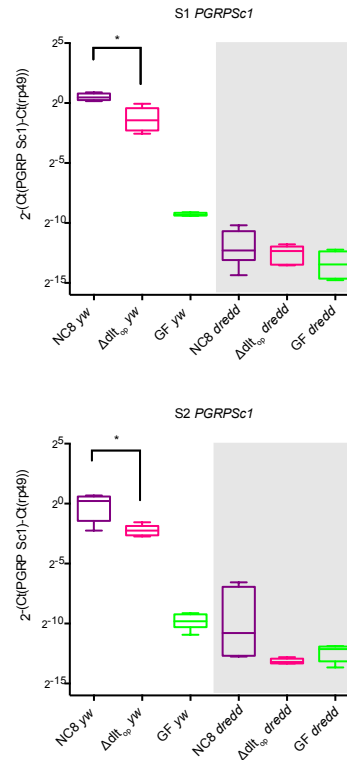 S1 PGRPSc1
2^-(Ct(PGRP Sc1)-Ct(rp49))
2^5
2^0
2^-5
2^-10
2^-15
*
NC8 yw
Δdlt_op yw
GF yw
NC8 dredd
Δdlt_op dredd
GF dredd
S2 PGRPSc1
2^-(Ct(PGRP Sc1)-Ct(rp49))
2^5
2^0
2^-5
2^-10
2^-15
*
NC8 yw
Δdlt_op yw
GF yw
NC8 dredd
Δdlt_op dredd
GF dredd